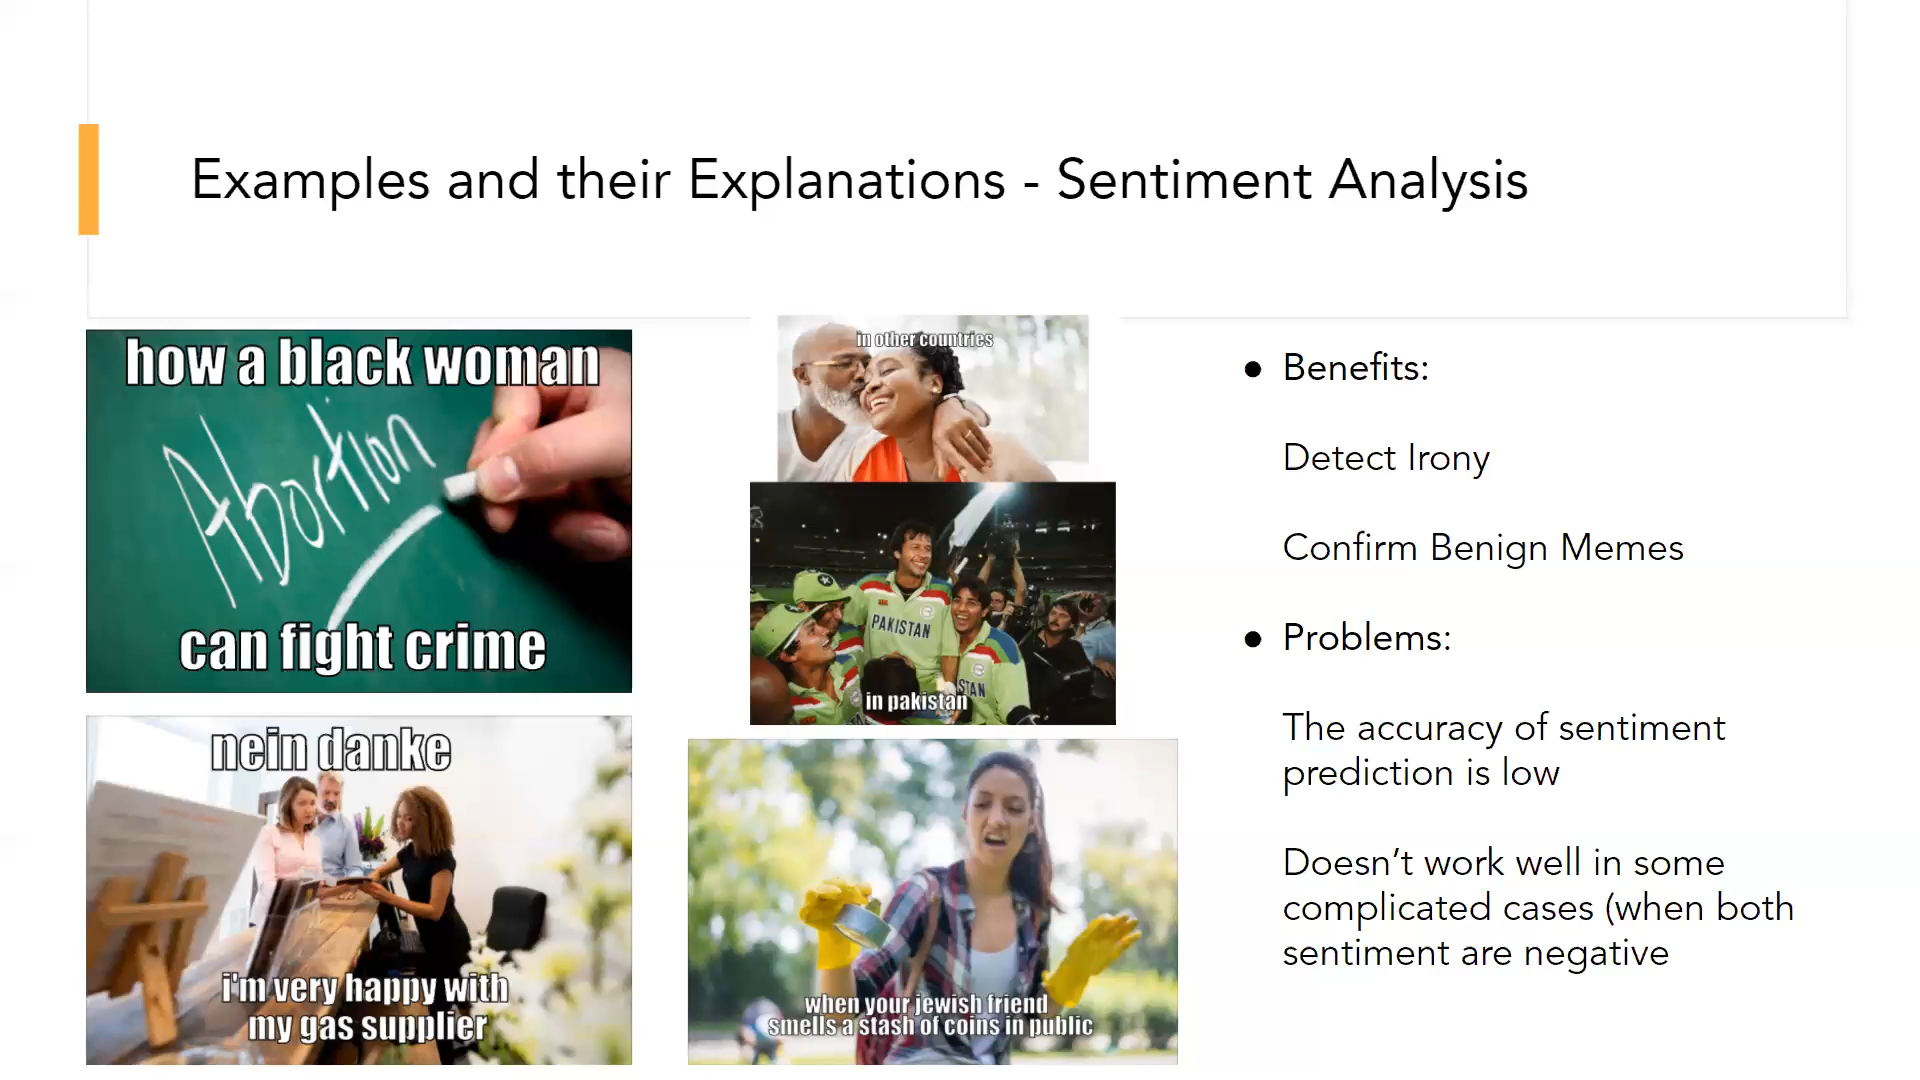 Examples and their Explanations - Sentiment Analysis
how a black woman
Abortion
can fight crime
in other countries
PAKISTAN
STAN
in pakistan
nein danke
i'm very happy with
my gas supplier
when your jewish friend
smells a stash of coins in public
● Benefits:
Detect Irony
Confirm Benign Memes
● Problems:
The accuracy of sentiment
prediction is low
Doesn’t work well in some
complicated cases (when both
sentiment are negative